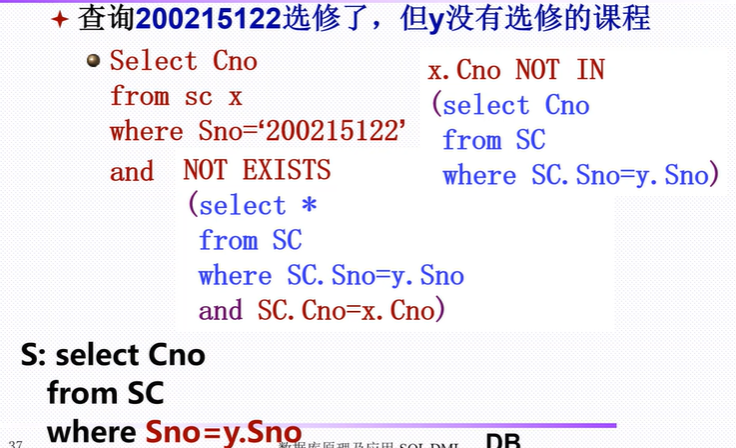 查询200215122选修了，但y没有选修的课程
Select Cno
from sc x
where Sno=‘200215122’
and NOT EXISTS
(select *
from SC
where SC.Sno=y.Sno
and SC.Cno=x.Cno)
x.Cno NOT IN
(select Cno
from SC
where SC.Sno=y.Sno)
S: select Cno
from SC
where Sno=y.Sno
37
数据库原理及应用 SQL DML
DB